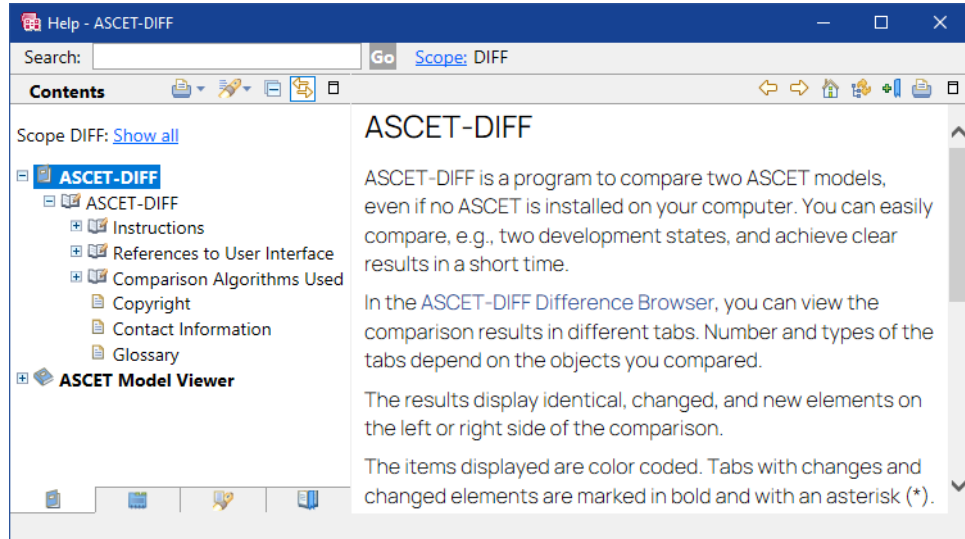 Help - ASCET-DIFF
Search:
Go
Scope: DIFF
Contents
Scope DIFF: Show all
ASCET-DIFF
ASCET-DIFF
Instructions
References to User Interface
Comparison Algorithms Used
Copyright
Contact Information
Glossary
ASCET Model Viewer
ASCET-DIFF
ASCET-DIFF is a program to compare two ASCET models,
even if no ASCET is installed on your computer. You can easily
compare, e.g., two development states, and achieve clear
results in a short time.
In the ASCET-DIFF Difference Browser, you can view the
comparison results in different tabs. Number and types of the
tabs depend on the objects you compared.
The results display identical, changed, and new elements on
the left or right side of the comparison.
The items displayed are color coded. Tabs with changes and
changed elements are marked in bold and with an asterisk (*).